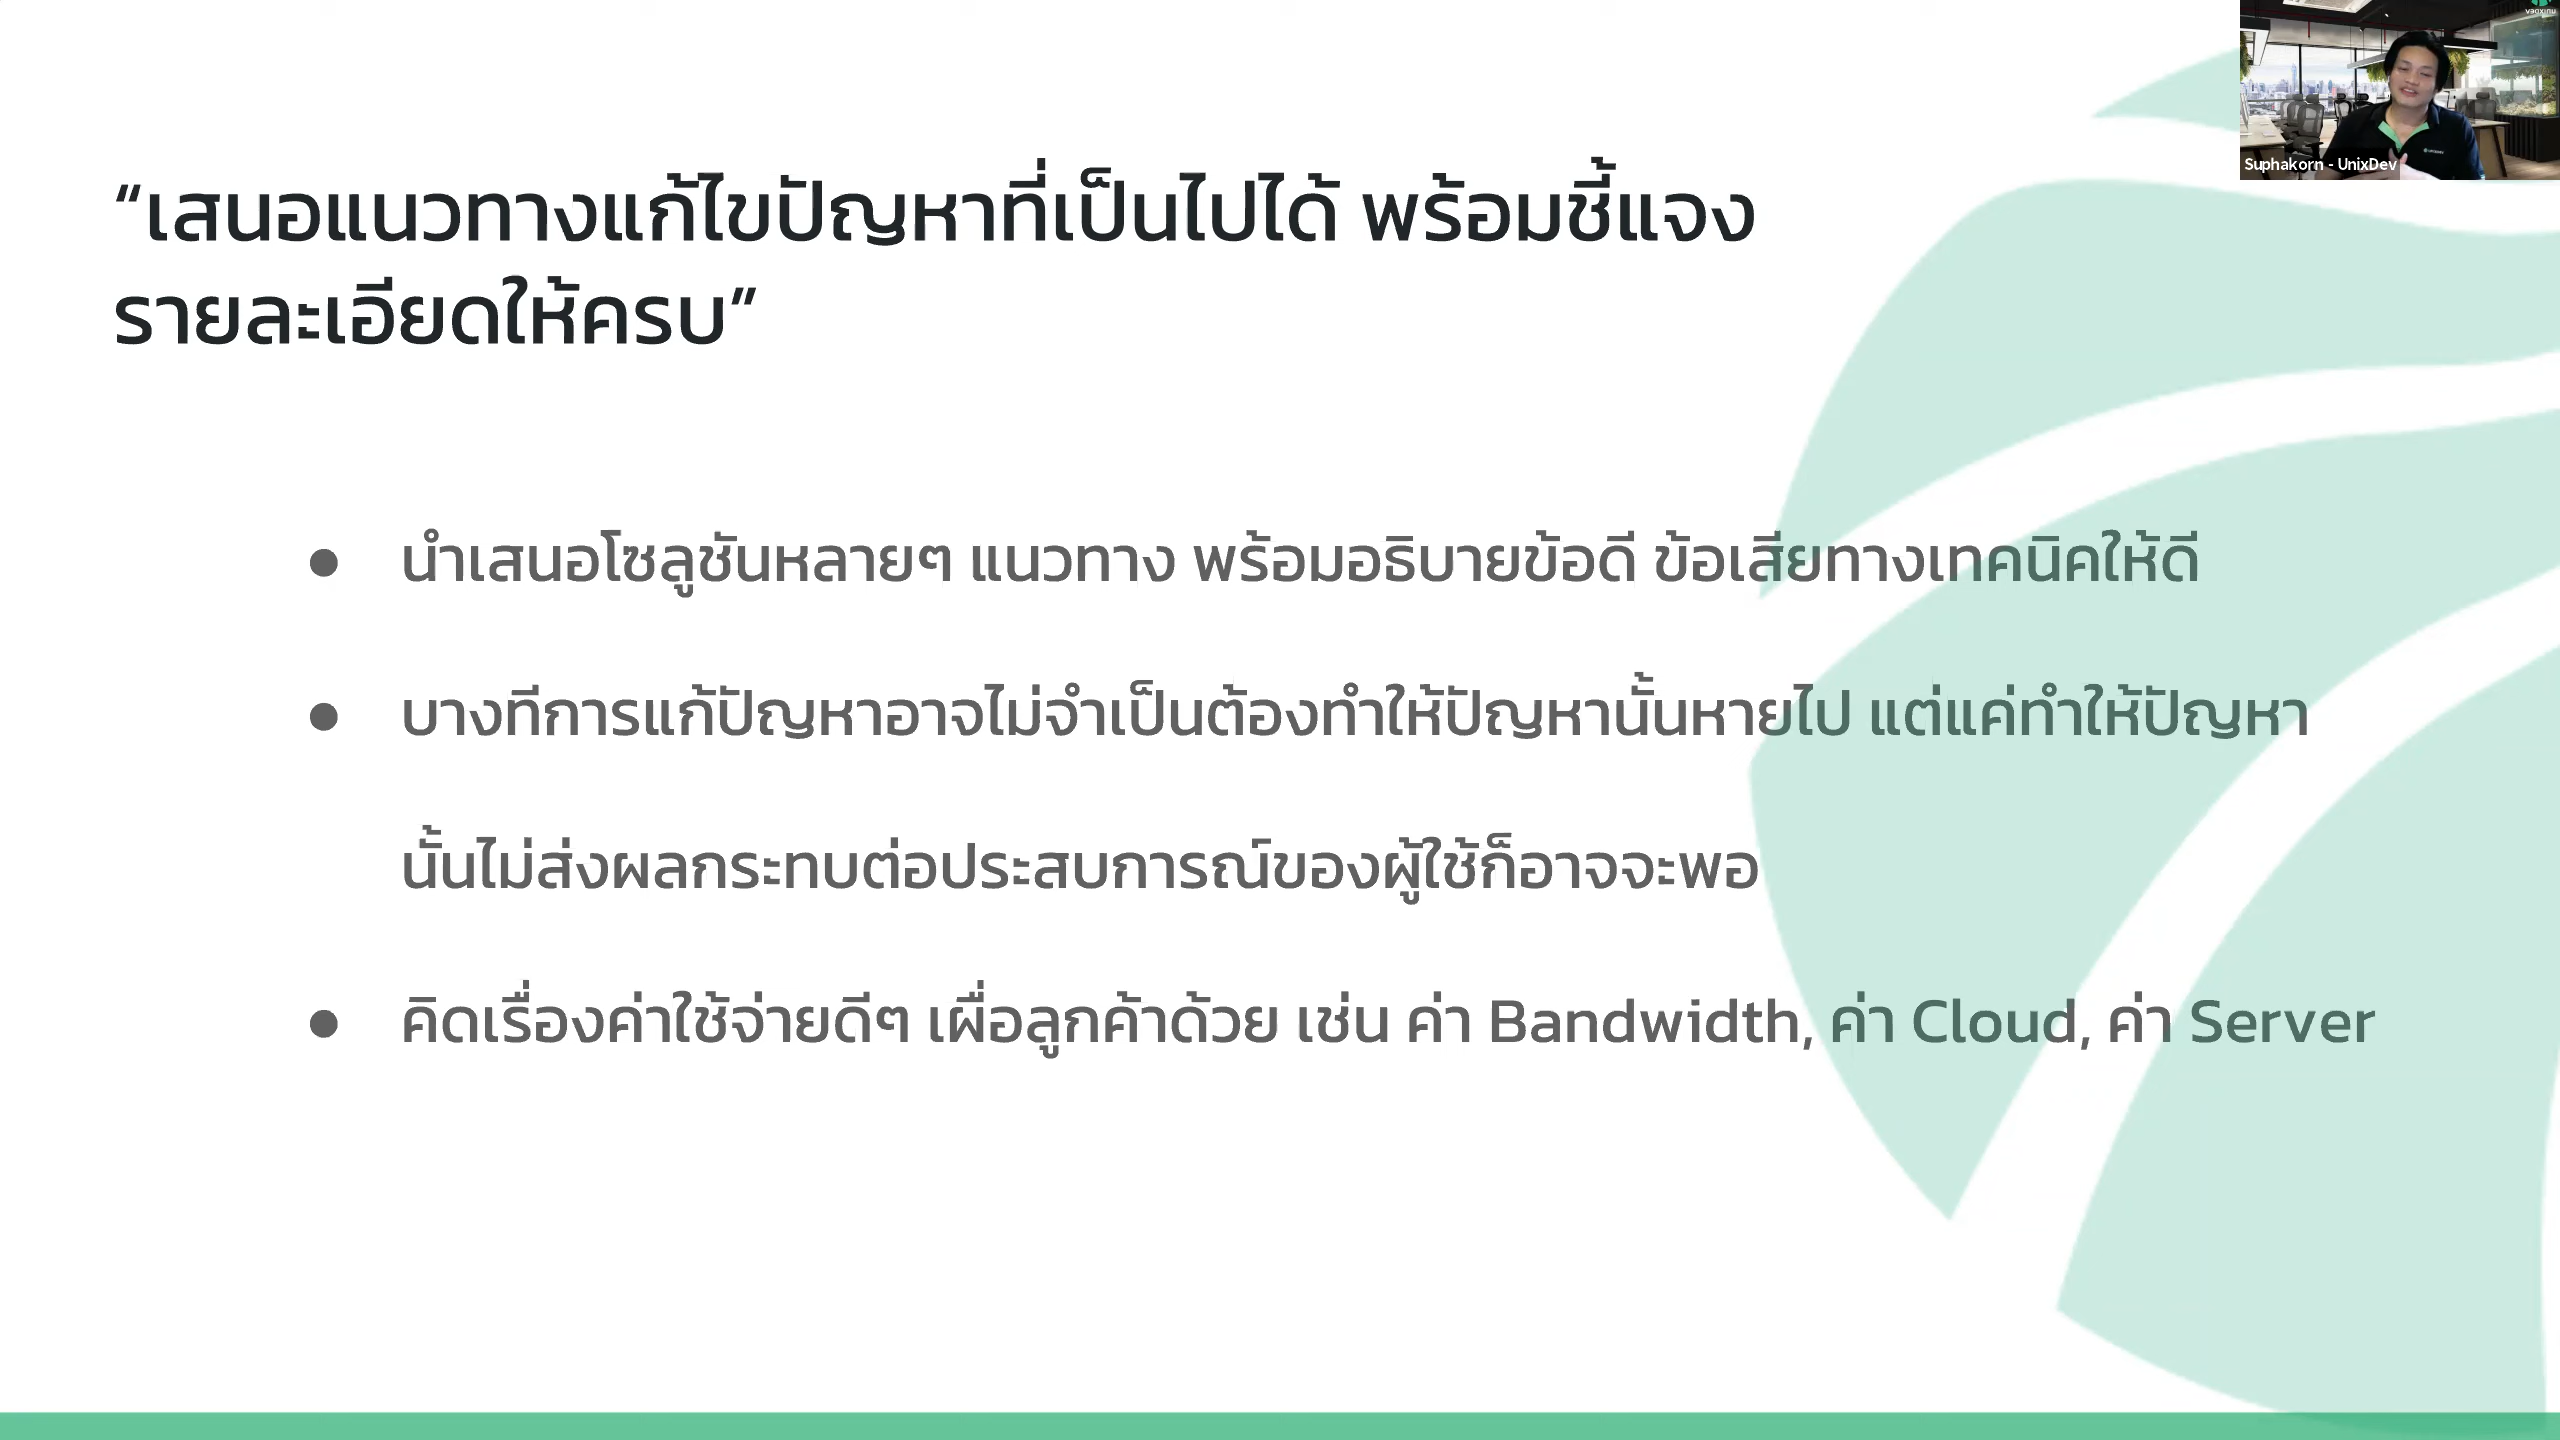 “เสนอแนวทางแก้ไขปัญหาที่เป็นไปได้ พร้อมชี้แจง
รายละเอียดให้ครบ”
● นำเสนอโซลูชันหลายๆ แนวทาง พร้อมอธิบายข้อดี ข้อเสียทางเทคนิคให้ดี
● บางทีการแก้ปัญหาอาจไม่จำเป็นต้องทำให้ปัญหานั้นหายไป แต่แค่ทำให้ปัญหา
นั้นไม่ส่งผลกระทบต่อประสบการณ์ของผู้ใช้ก็อาจจะพอ
● คิดเรื่องค่าใช้จ่ายดีๆ เผื่อลูกค้าด้วย เช่น ค่า Bandwidth, ค่า Cloud, ค่า Server
Suphakorn - UnixDev